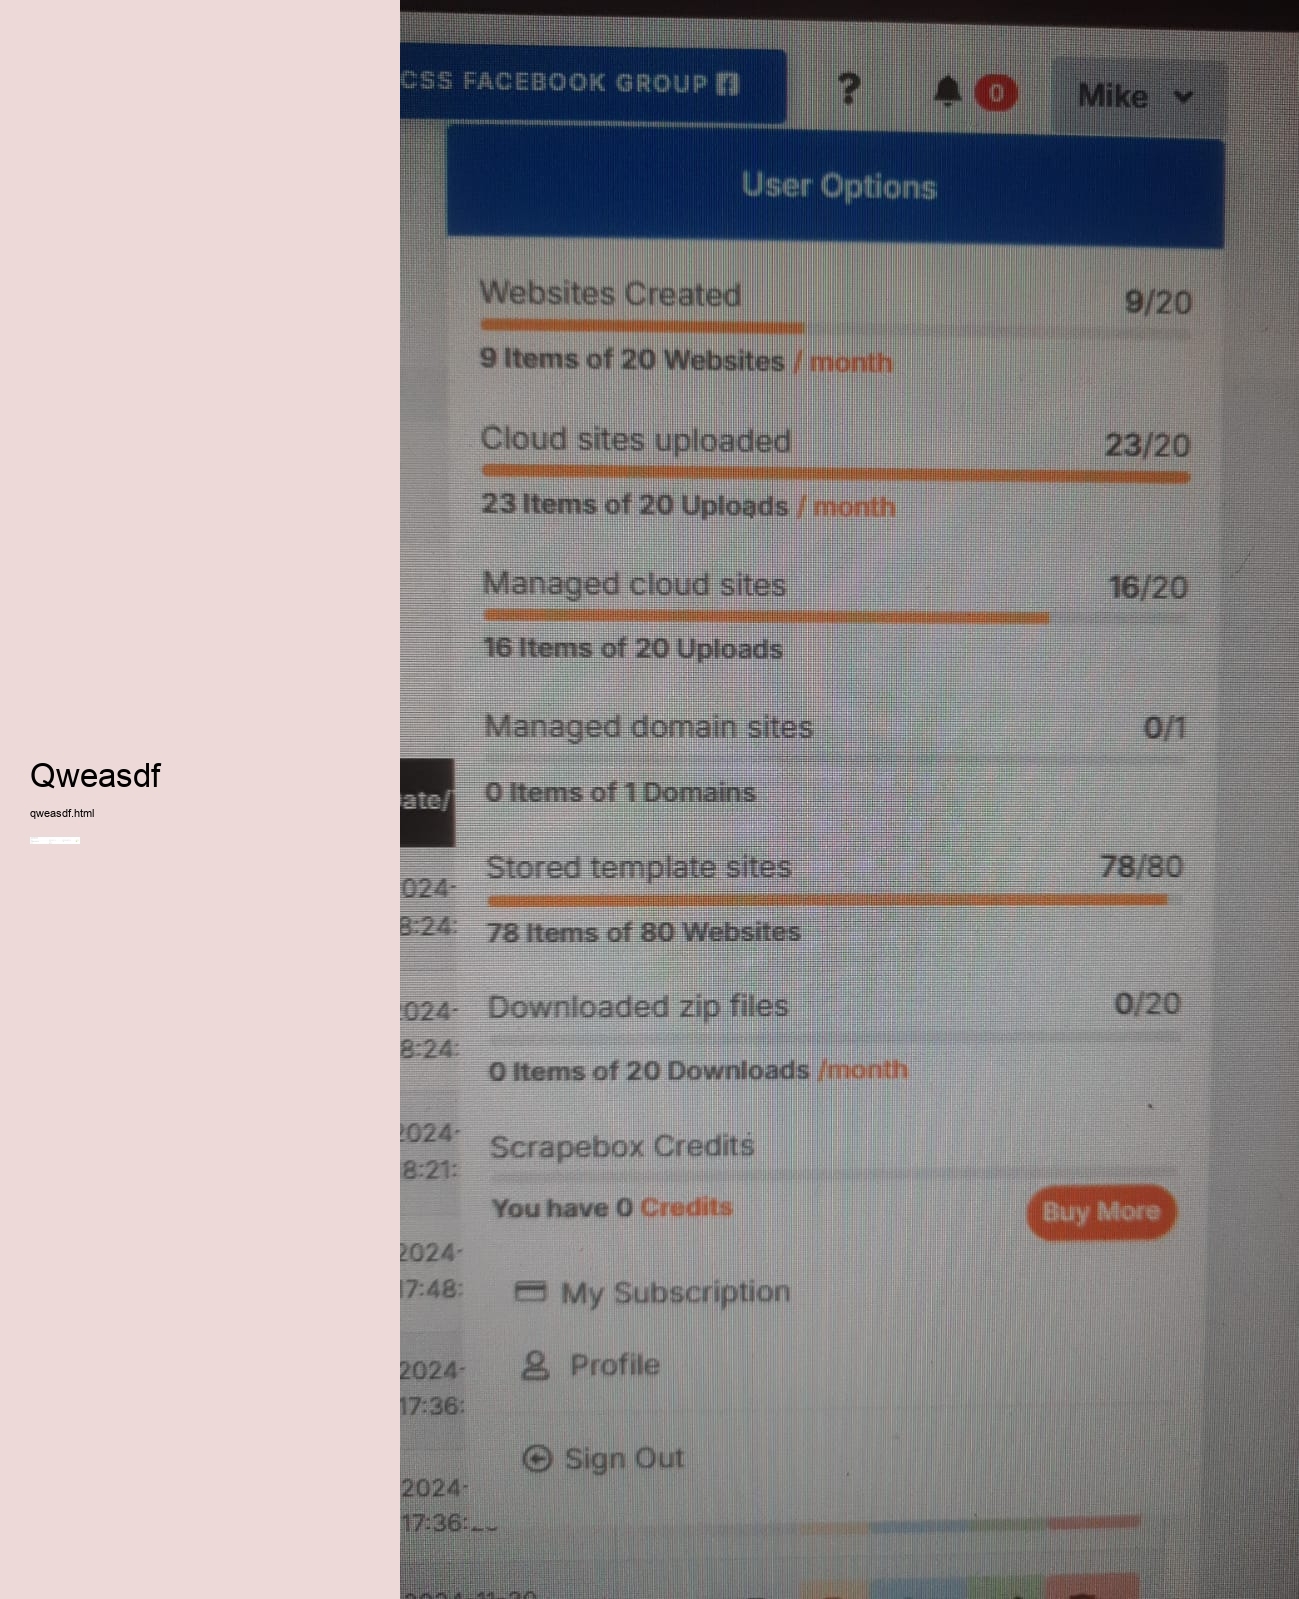 Qweasdf
qweasdf.html
CSS FACEBOOK GROUP
?
0
Mike
User Options
Websites Created 9/20
9 Items of 20 Websites / month
Cloud sites uploaded 23/20
23 Items of 20 Uploads / month
Managed cloud sites 16/20
16 Items of 20 Uploads
Managed domain sites 0/1
ate/
0 Items of 1 Domains
Stored template sites 78/80
024-
8:24:
78 Items of 80 Websites
Downloaded zip files 0/20
024-
8:24:
0 Items of 20 Downloads /month
2024-
8:21:
Scrapebox Credits
You have 0 Credits
Buy More
2024-
17:48:
My Subscription
2024-
17:36:
Profile
Sign Out
2024-
17:36: